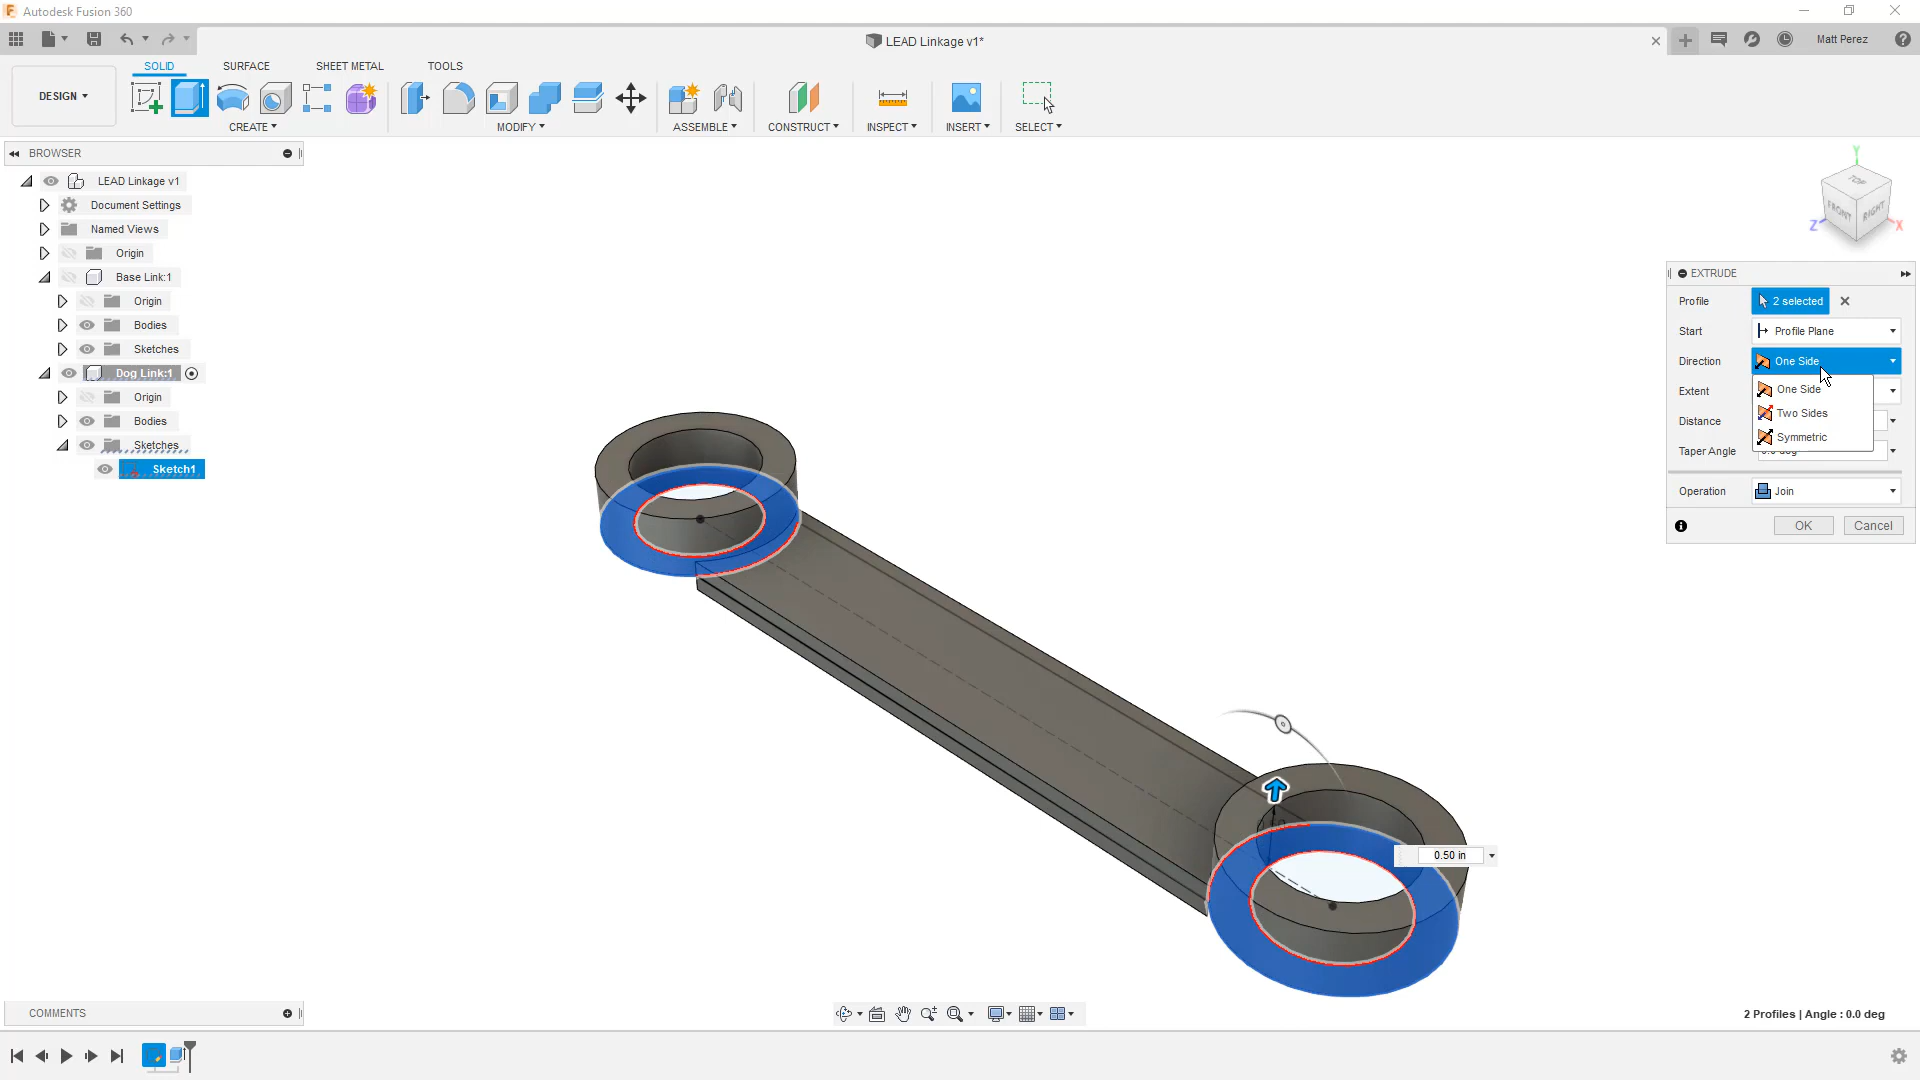 Autodesk Fusion 360
LEAD Linkage v1*
Matt Perez
SOLID SURFACE SHEET METAL TOOLS
DESIGN
CREATE MODIFY ASSEMBLE CONSTRUCT INSPECT INSERT SELECT
BROWSER
LEAD Linkage v1
Document Settings
Named Views
Origin
Base Link:1
Origin
Bodies
Sketches
Dog Link:1
Origin
Bodies
Sketches
Sketch1
Y
TOP
FRONT RIGHT
Z X
EXTRUDE
Profile 2 selected
Start Profile Plane
Direction One Side
One Side
Extent
Two Sides
Distance
Symmetric
Taper Angle
Operation Join
OK Cancel
0.50 in
COMMENTS
2 Profiles | Angle : 0.0 deg